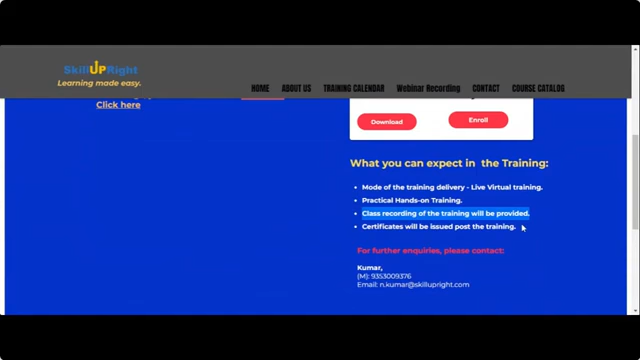 SkillUPRight
Learning made easy.
HOME ABOUT US TRAINING CALENDAR Webinar Recording CONTACT COURSE CATALOG
Click here
Download Enroll
What you can expect in the Training:
Mode of the training delivery - Live Virtual training.
Practical Hands-on Training.
Class recording of the training will be provided.
Certificates will be issued post the training.
For further enquiries, please contact:
Kumar,
(M): 9353009376
Email: n.kumar@skillupright.com